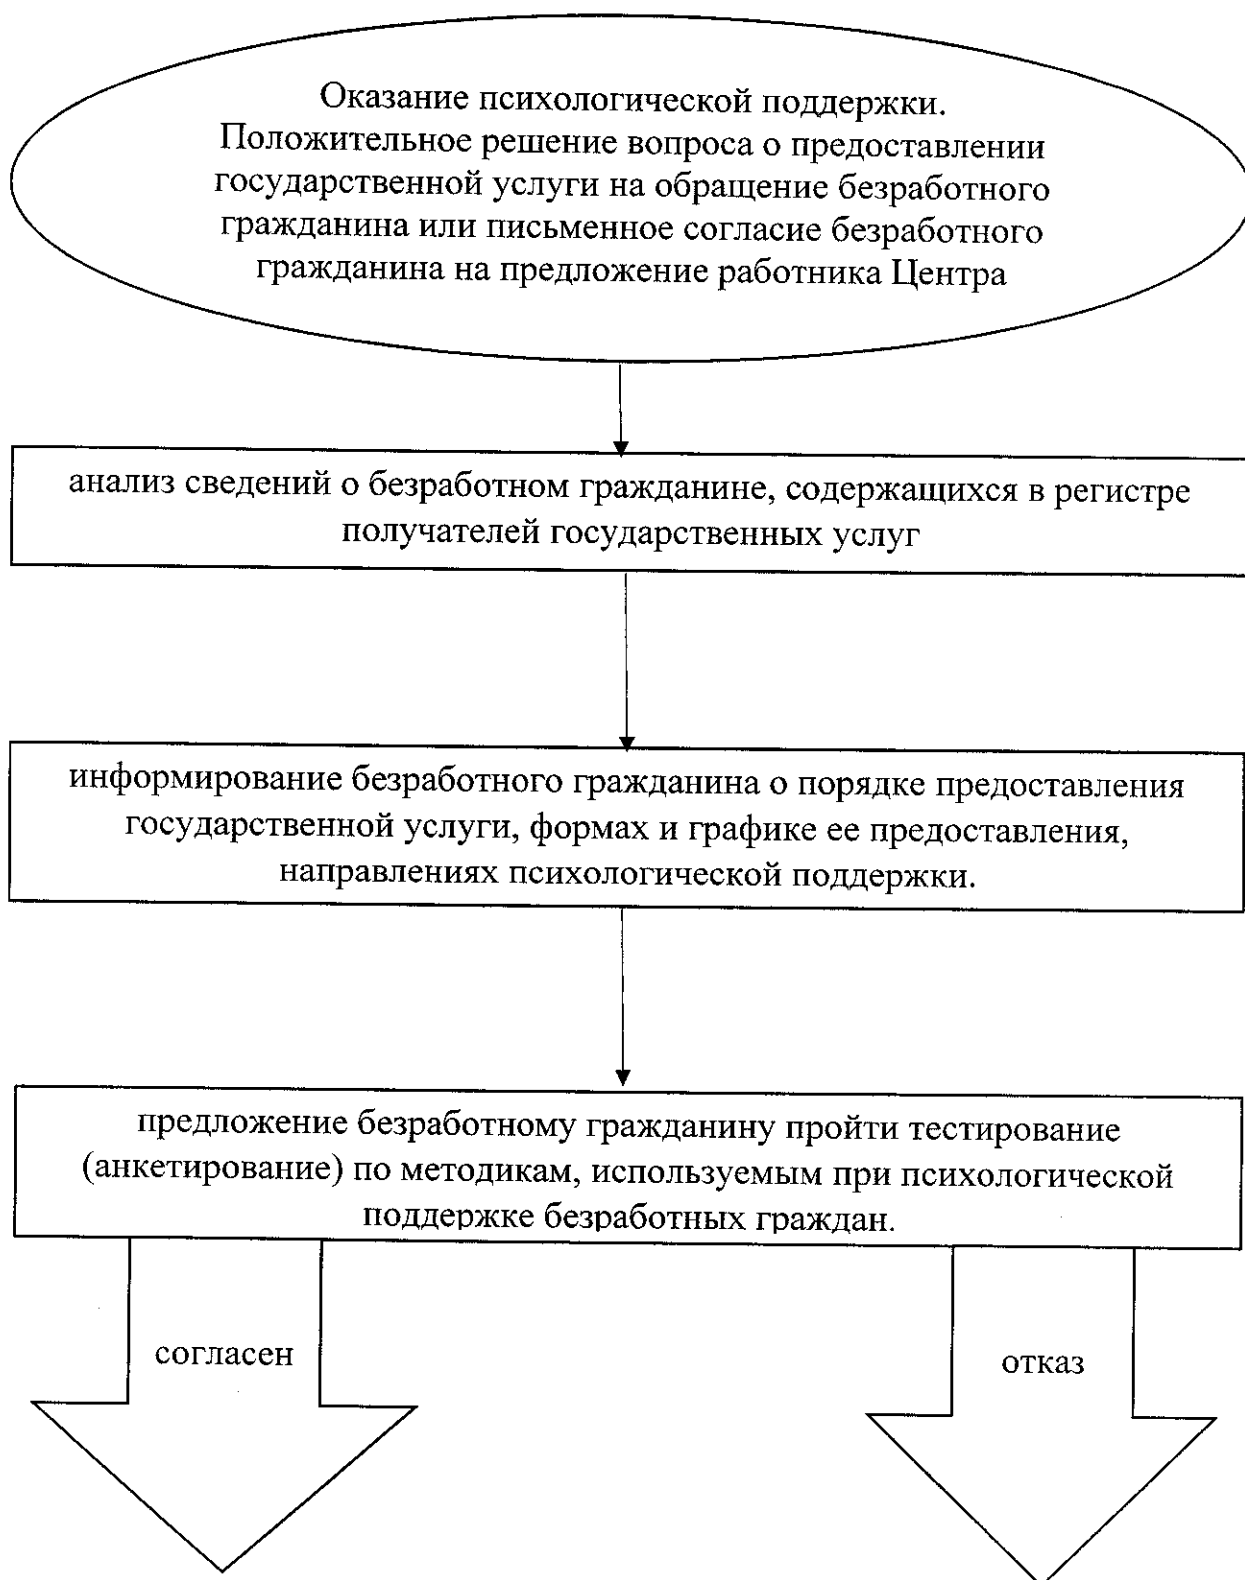 Оказание психологической поддержки.
Положительное решение вопроса о предоставлении
государственной услуги на обращение безработного
гражданина или письменное согласие безработного
гражданина на предложение работника Центра
анализ сведений о безработном гражданине, содержащихся в регистре
получателей государственных услуг
информирование безработного гражданина о порядке предоставления
государственной услуги, формах и графике ее предоставления,
направлениях психологической поддержки.
предложение безработному гражданину пройти тестирование
(анкетирование) по методикам, используемым при психологической
поддержке безработных граждан.
согласен
отказ